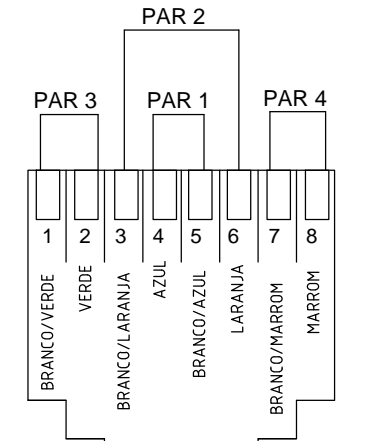 PAR 2
PAR 3
PAR 1
PAR 4
1
2
3
4
5
6
7
8
BRANCO/VERDE
VERDE
BRANCO/LARANJA
AZUL
BRANCO/AZUL
LARANJA
BRANCO/MARROM
MARROM